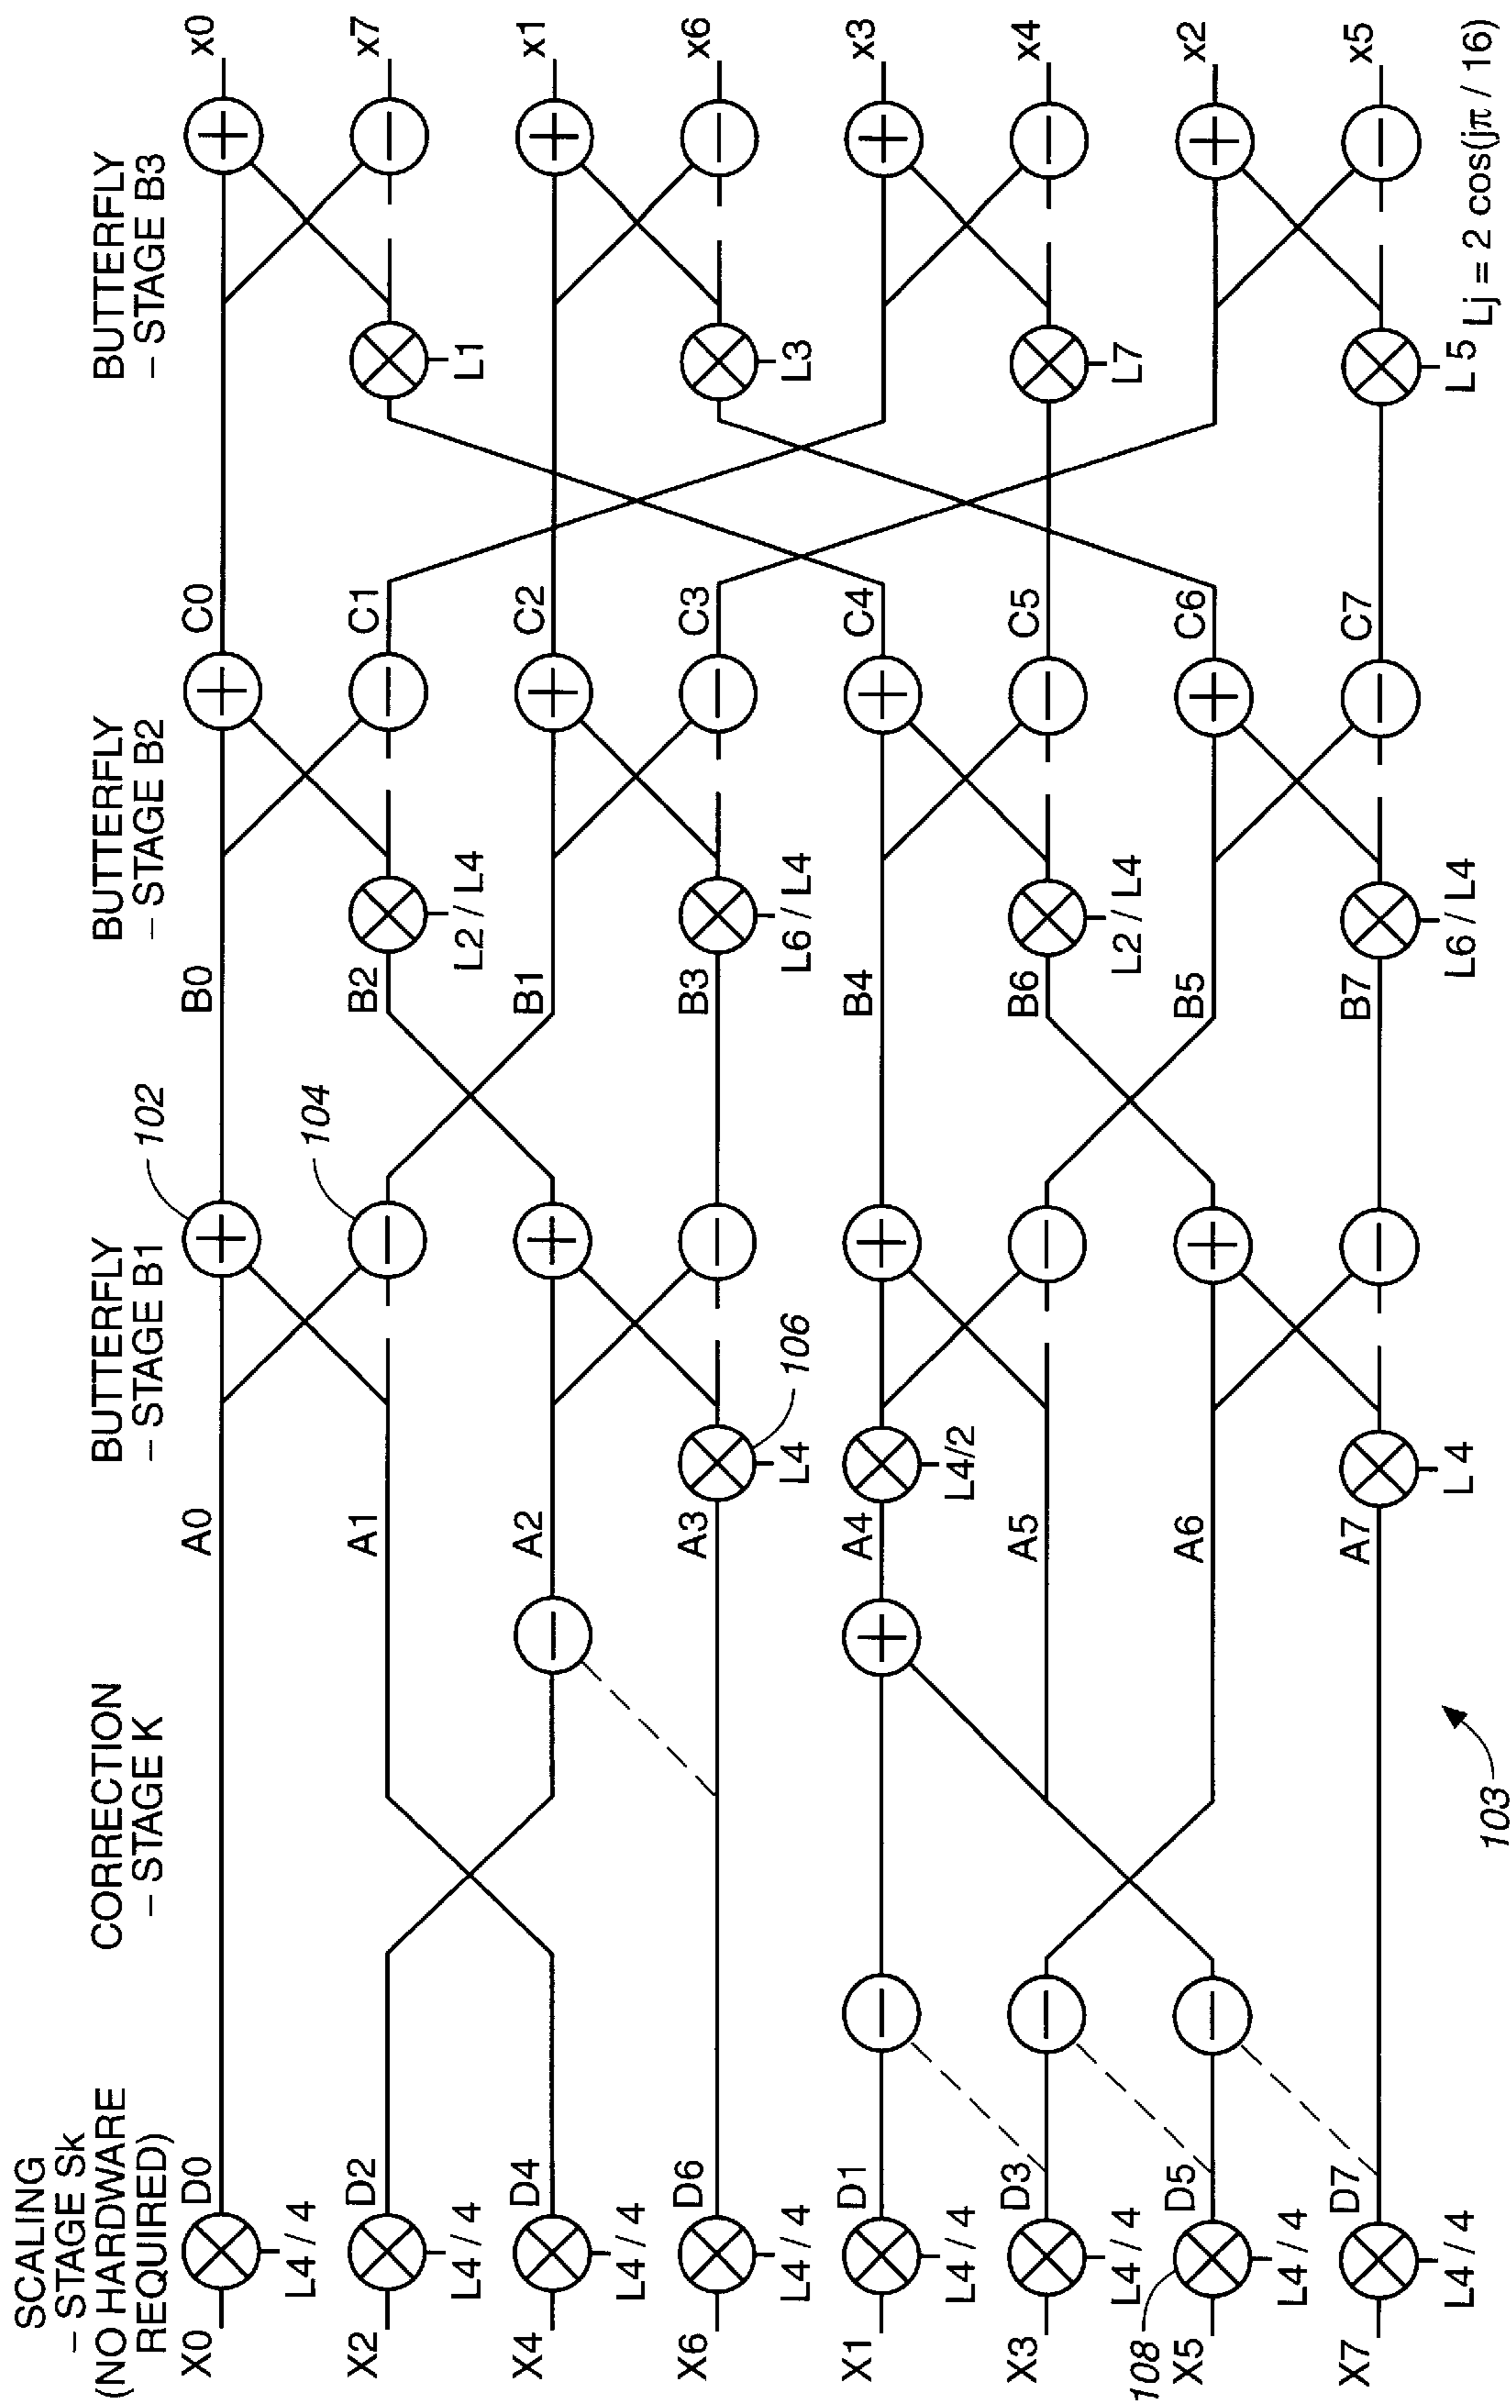 SCALING
– STAGE Sk
(NO HARDWARE
REQUIRED)
CORRECTION
– STAGE K
BUTTERFLY
– STAGE B1
BUTTERFLY
– STAGE B2
BUTTERFLY
– STAGE B3
X0
D0
L4 / 4
A0
102
B0
C0
x0
X2
D2
L4 / 4
A1
104
B2
L2 / L4
C1
L1
x7
X4
D4
L4 / 4
A2
B1
C2
x1
X6
D6
L4 / 4
A3
L4
106
B3
L6 / L4
C3
L3
x6
X1
D1
L4 / 4
A4
L4/2
B4
C4
x3
X3
D3
L4 / 4
A5
B6
L2 / L4
C5
L7
x4
108
X5
D5
L4 / 4
A6
B5
C6
x2
X7
D7
L4 / 4
A7
L4
B7
L6 / L4
C7
L5
x5
103
Lj = 2 cos(jπ / 16)